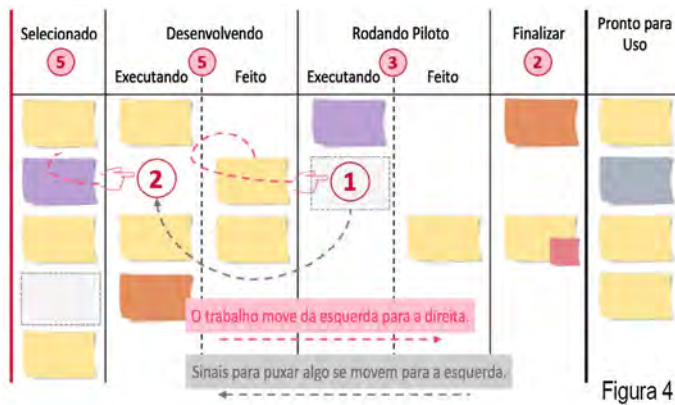 Selecionado
Desenvolvendo
Rodando Piloto
Finalizar
Pronto para
Uso
5
5
3
2
Executando
Feito
Executando
Feito
2
1
O trabalho move da esquerda para a direita.
Sinais para puxar algo se movem para a esquerda.
Figura 4